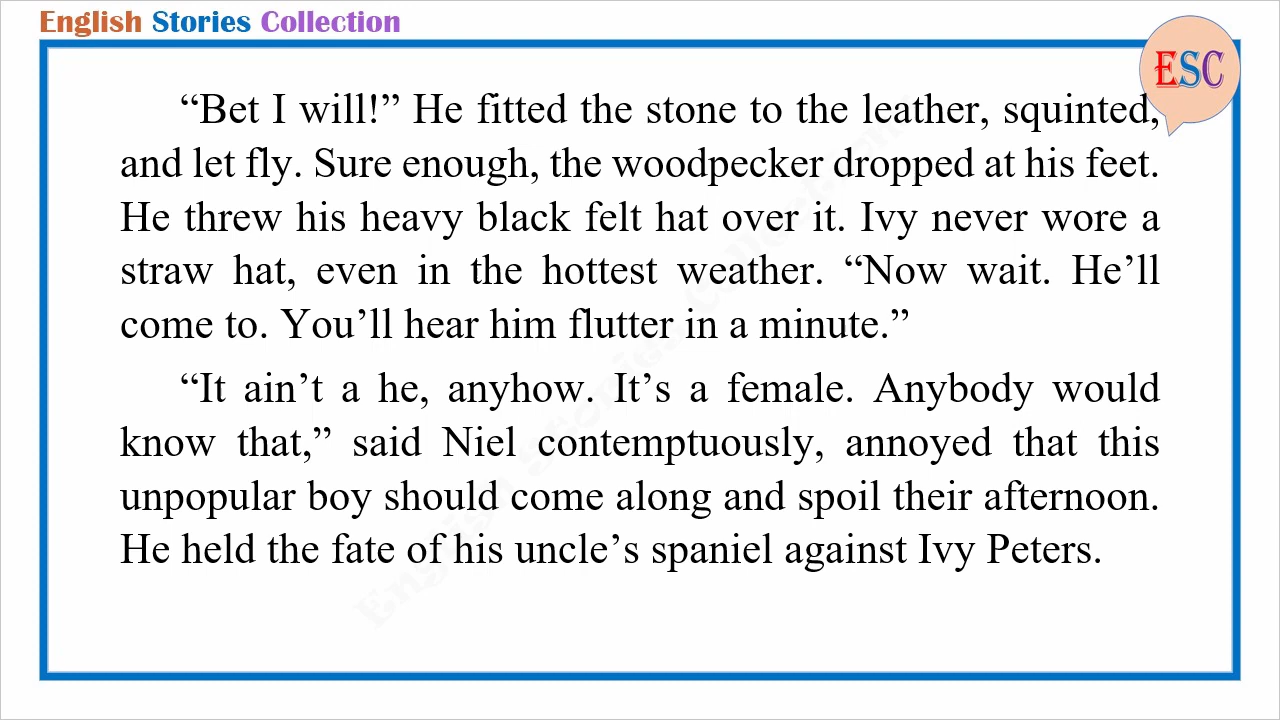 English Stories Collection
ESC
“Bet I will!” He fitted the stone to the leather, squinted,
and let fly. Sure enough, the woodpecker dropped at his feet.
He threw his heavy black felt hat over it. Ivy never wore a
straw hat, even in the hottest weather. “Now wait. He’ll
come to. You’ll hear him flutter in a minute.”
“It ain’t a he, anyhow. It’s a female. Anybody would
know that,” said Niel contemptuously, annoyed that this
unpopular boy should come along and spoil their afternoon.
He held the fate of his uncle’s spaniel against Ivy Peters.